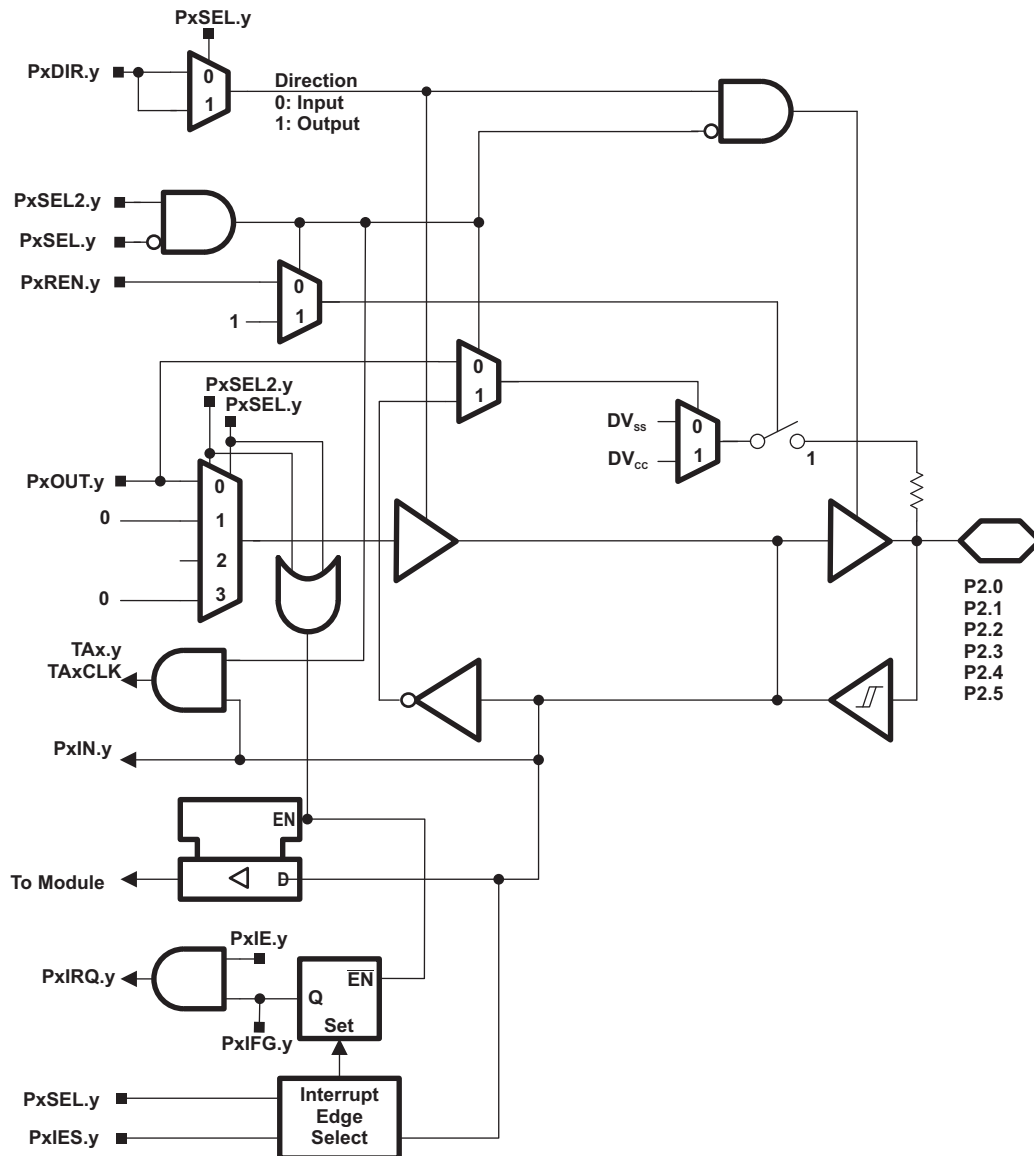 PxSEL.y
PxDIR.y
0
1
Direction
0: Input
1: Output
PxSEL2.y
PxSEL.y
PxREN.y
0
1
1
0
1
PxSEL2.y
PxSEL.y
DVSS
0
DVCC
1
1
PxOUT.y
0
0
1
2
0
3
P2.0
P2.1
P2.2
P2.3
P2.4
P2.5
TAx.y
TAxCLK
PxIN.y
EN
To Module
D
PxIE.y
PxIRQ.y
EN
Q
Set
PxIFG.y
PxSEL.y
PxIES.y
Interrupt
Edge
Select